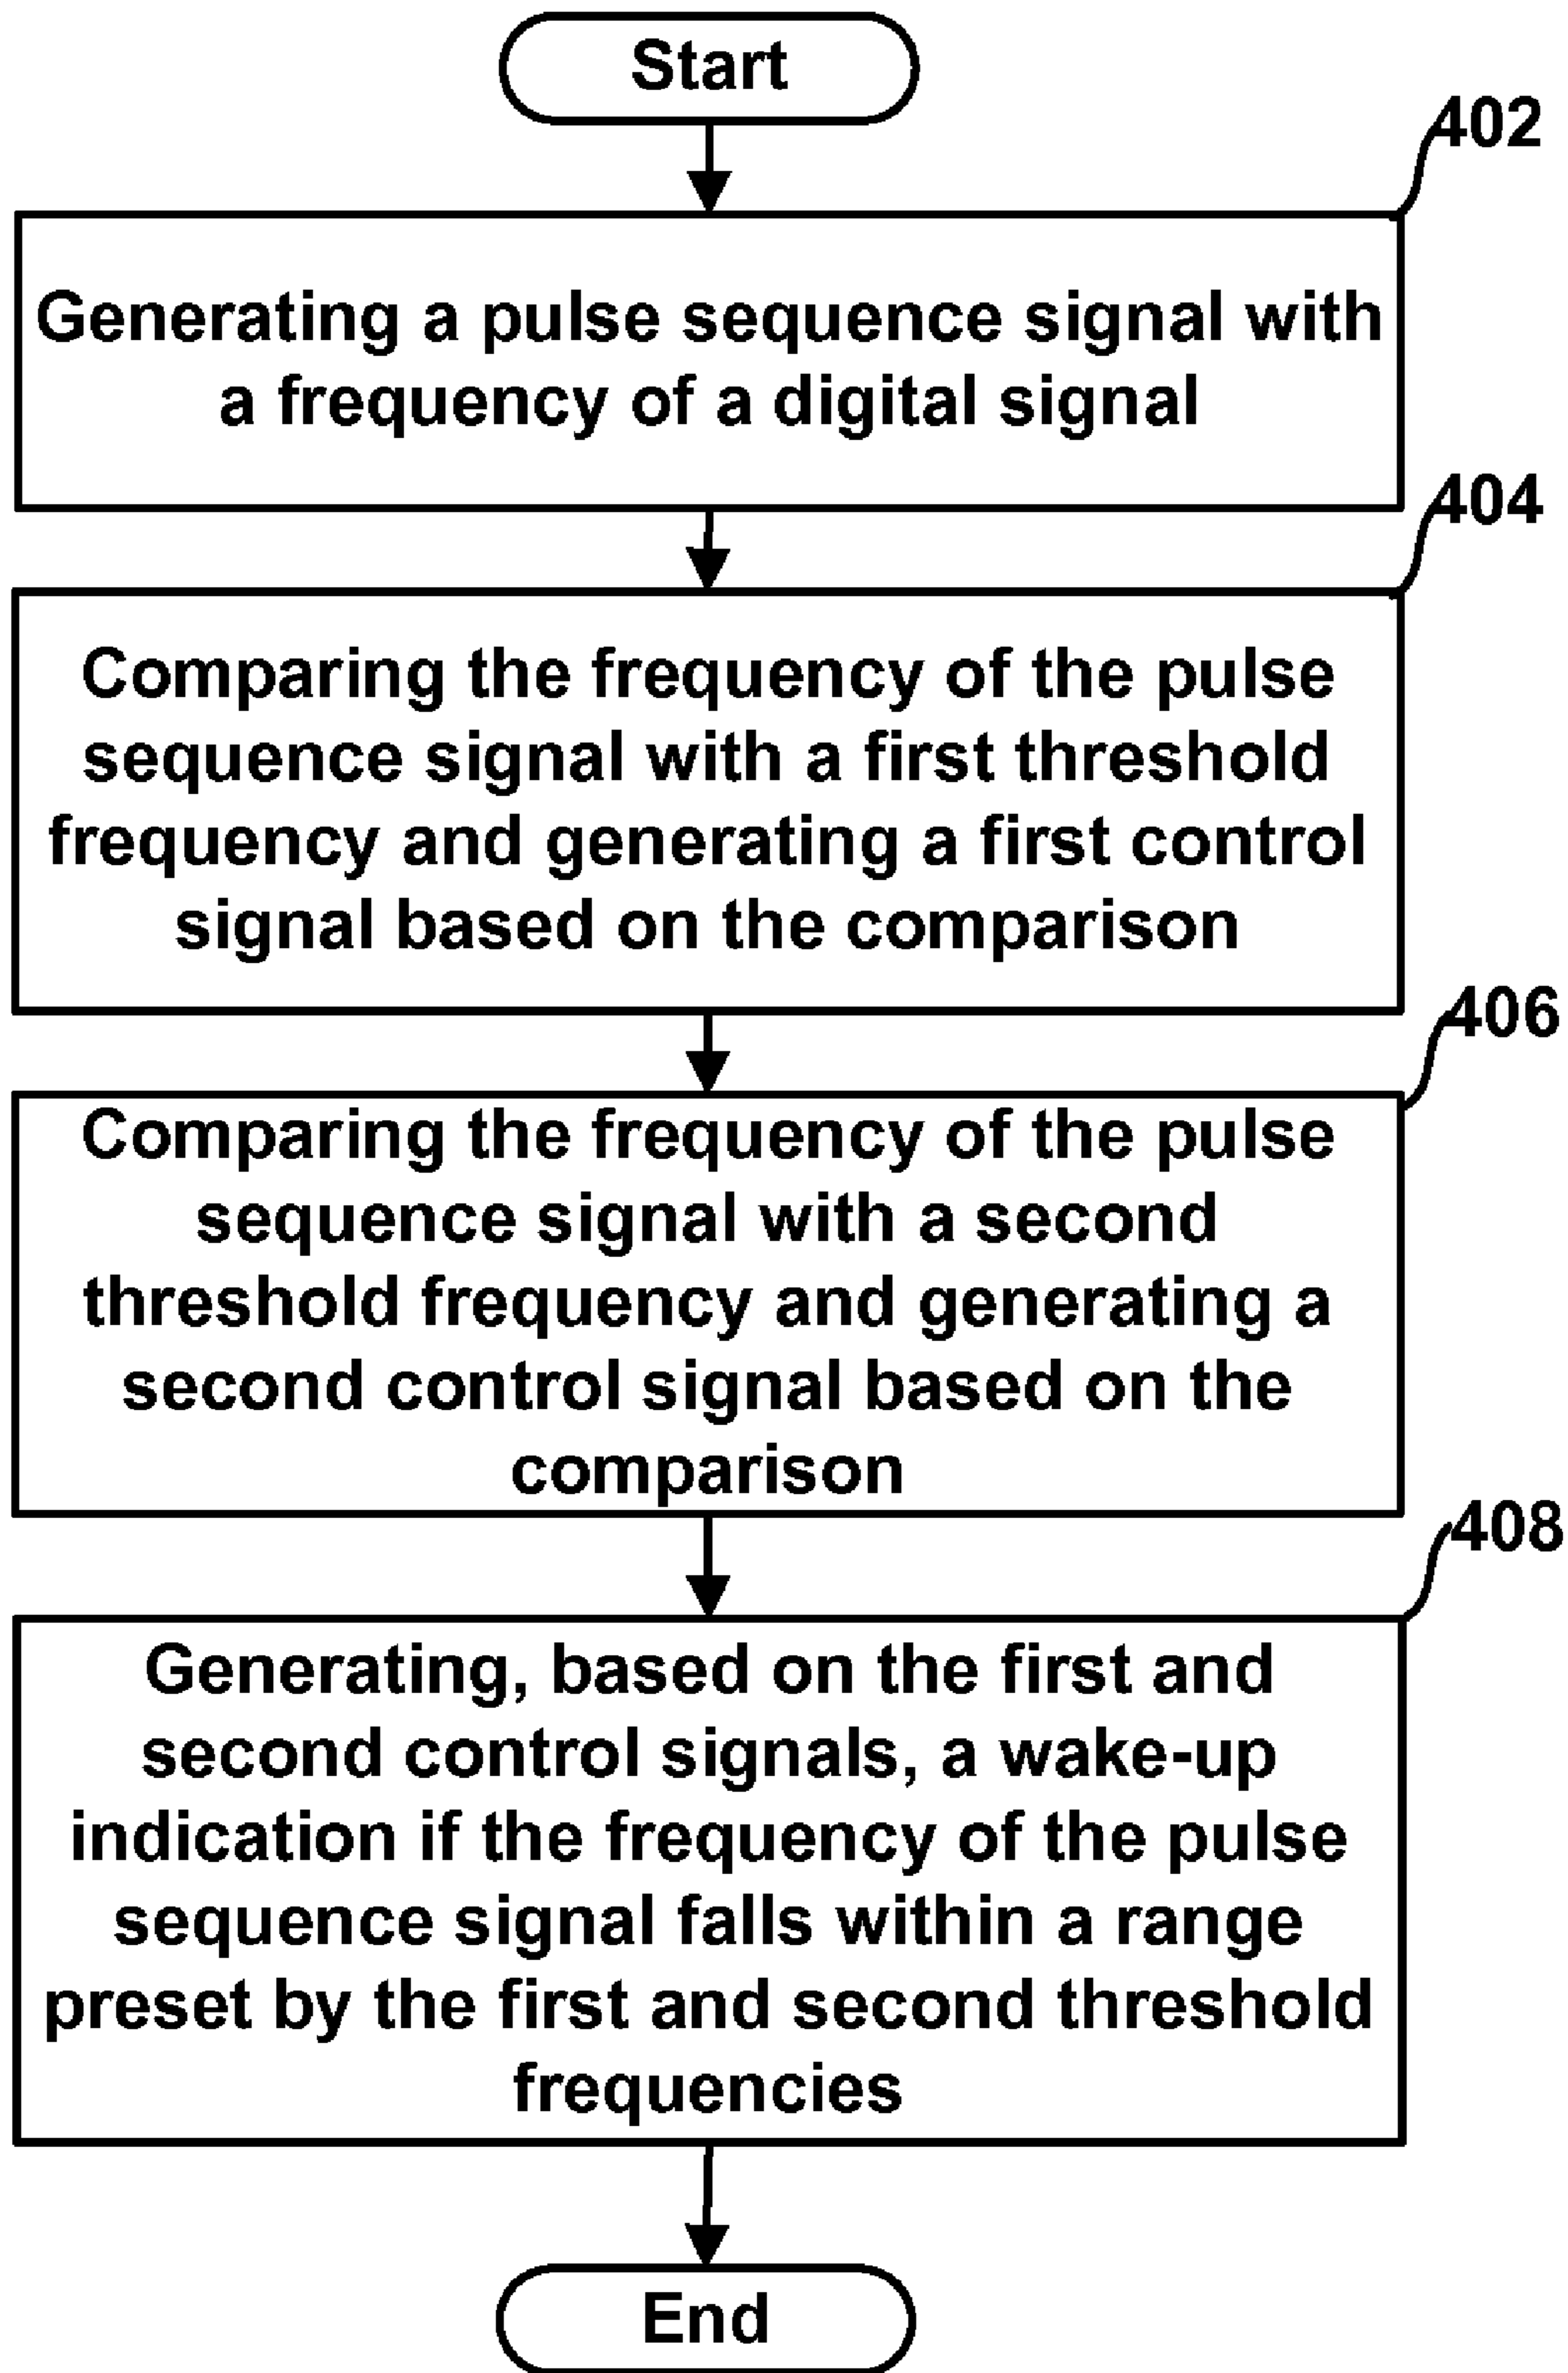 Start
402
Generating a pulse sequence signal with
a frequency of a digital signal
404
Comparing the frequency of the pulse
sequence signal with a first threshold
frequency and generating a first control
signal based on the comparison
406
Comparing the frequency of the pulse
sequence signal with a second
threshold frequency and generating a
second control signal based on the
comparison
408
Generating, based on the first and
second control signals, a wake-up
indication if the frequency of the pulse
sequence signal falls within a range
preset by the first and second threshold
frequencies
End